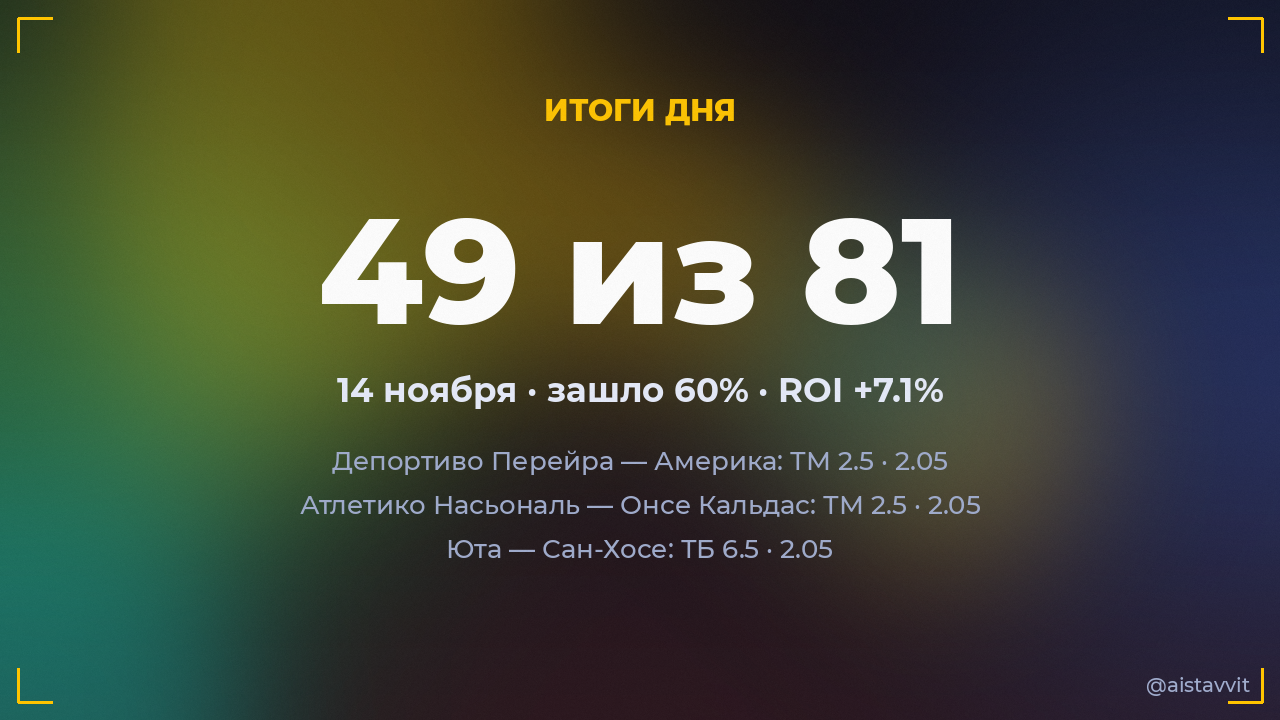 ИТОГИ ДНЯ
49 из 81
14 ноября · зашло 60% · ROI +7.1%
Депортиво Перейра — Америка: ТМ 2.5 · 2.05
Атлетико Насьональ — Онсе Кальдас: ТМ 2.5 · 2.05
Юта — Сан-Хосе: ТБ 6.5 · 2.05
@aistavvit